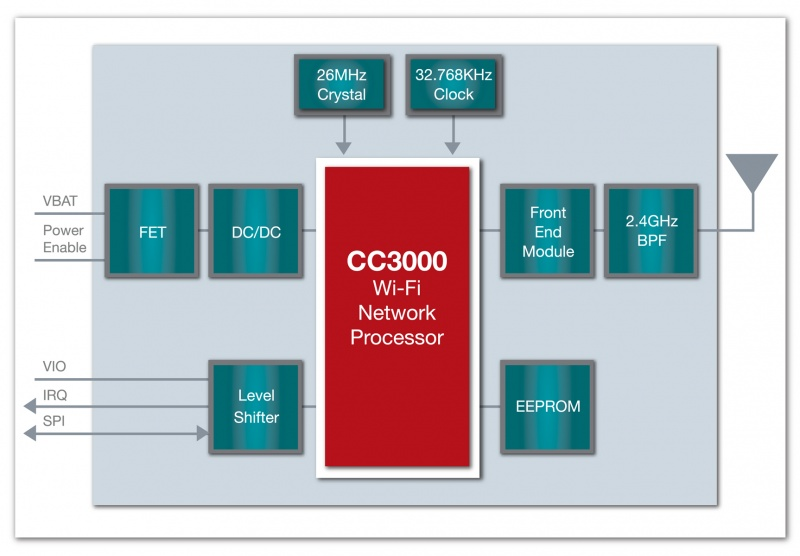 26MHz
Crystal
32.768KHz
Clock
VBAT
Power
Enable
FET
DC/DC
CC3000
Wi-Fi
Network
Processor
Front
End
Module
2.4GHz
BPF
VIO
IRQ
SPI
Level
Shifter
EEPROM